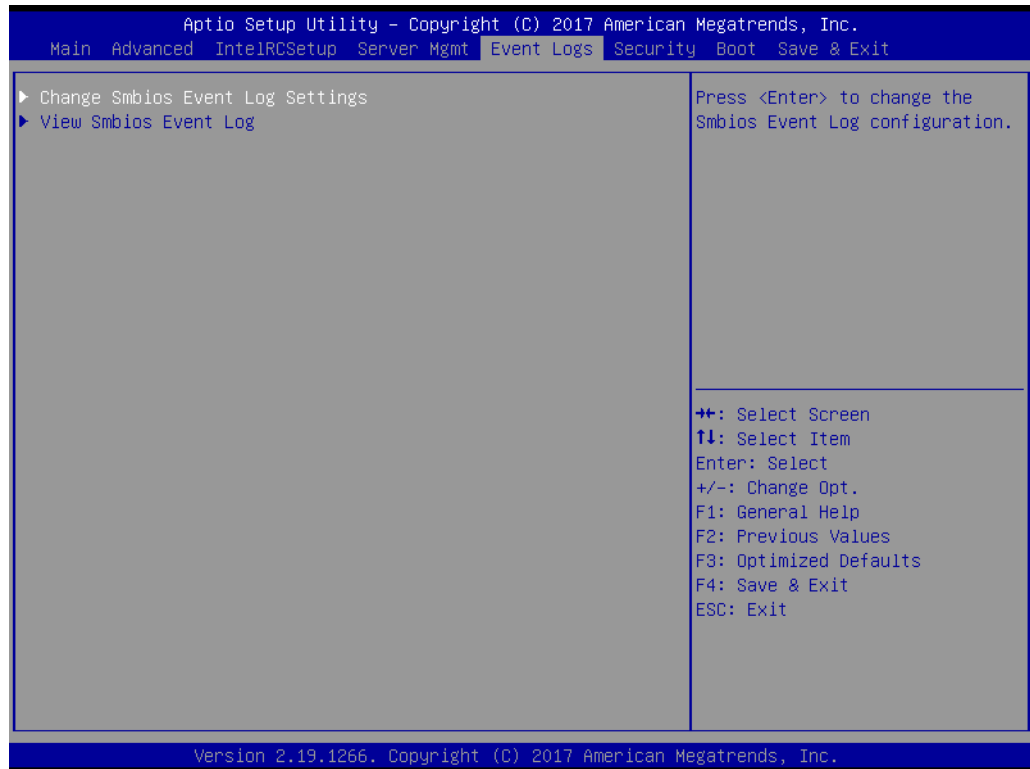 Aptio Setup Utility – Copyright (C) 2017 American Megatrends, Inc.
Main Advanced IntelRCSetup Server Mgmt Event Logs Security Boot Save & Exit
▶ Change Smbios Event Log Settings
▶ View Smbios Event Log
Press <Enter> to change the
Smbios Event Log configuration.
→←: Select Screen
↑↓: Select Item
Enter: Select
+/-: Change Opt.
F1: General Help
F2: Previous Values
F3: Optimized Defaults
F4: Save & Exit
ESC: Exit
Version 2.19.1266. Copyright (C) 2017 American Megatrends, Inc.